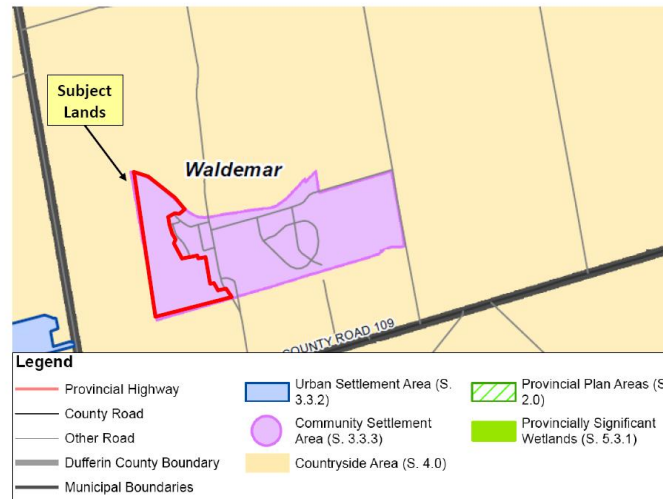 Subject
Lands
Waldemar
COUNTY ROAD 109
Legend
Provincial Highway
County Road
Other Road
Dufferin County Boundary
Municipal Boundaries
Urban Settlement Area (S.
3.3.2)
Community Settlement
Area (S. 3.3.3)
Countryside Area (S. 4.0)
Provincial Plan Areas (S
2.0)
Provincially Significant
Wetlands (S. 5.3.1)